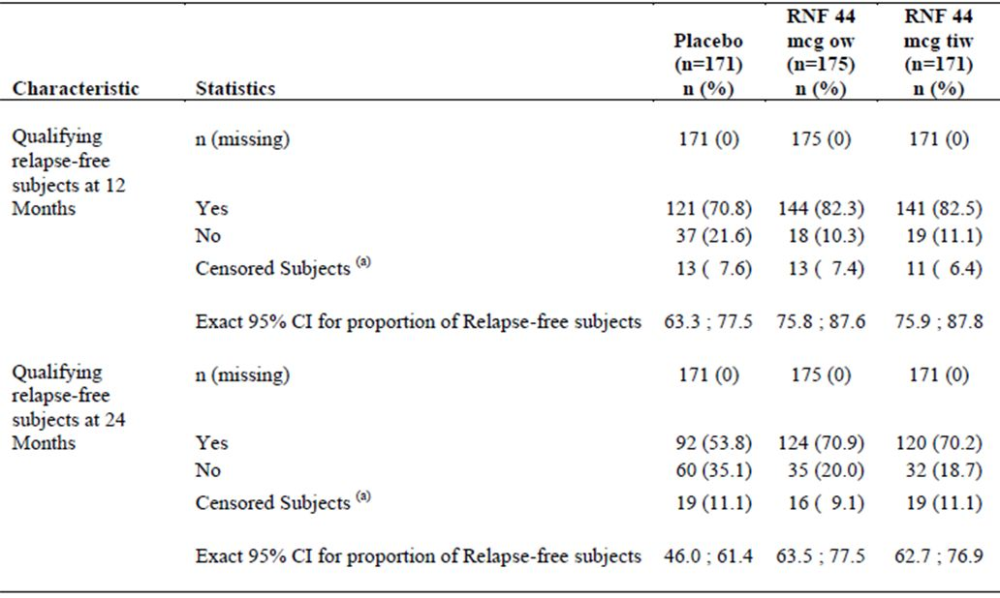 Characteristic Statistics Placebo (n=171) n (%) RNF 44 mcg ow (n=175) n (%) RNF 44 mcg tiw (n=171) n (%)
Qualifying relapse-free subjects at 12 Months n (missing) 171 (0) 175 (0) 171 (0)
Yes 121 (70.8) 144 (82.3) 141 (82.5)
No 37 (21.6) 18 (10.3) 19 (11.1)
Censored Subjects (a) 13 ( 7.6) 13 ( 7.4) 11 ( 6.4)
Exact 95% CI for proportion of Relapse-free subjects 63.3 ; 77.5 75.8 ; 87.6 75.9 ; 87.8
Qualifying relapse-free subjects at 24 Months n (missing) 171 (0) 175 (0) 171 (0)
Yes 92 (53.8) 124 (70.9) 120 (70.2)
No 60 (35.1) 35 (20.0) 32 (18.7)
Censored Subjects (a) 19 (11.1) 16 ( 9.1) 19 (11.1)
Exact 95% CI for proportion of Relapse-free subjects 46.0 ; 61.4 63.5 ; 77.5 62.7 ; 76.9